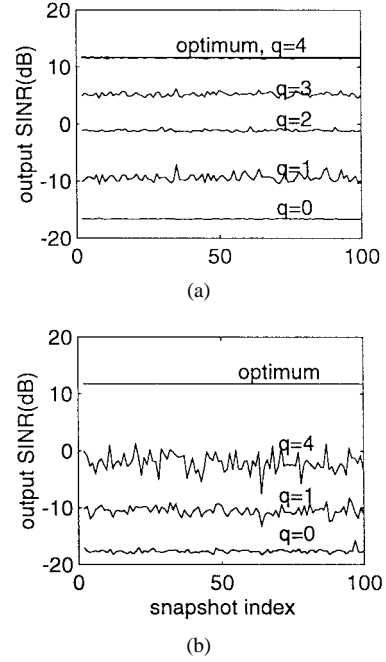 20
10
0
-10
-20
output SINR(dB)
optimum, q=4
q=3
q=2
q=1
q=0
0
50
100
(a)
20
10
0
-10
-20
output SINR(dB)
optimum
q=4
q=1
q=0
0
50
100
snapshot index
(b)